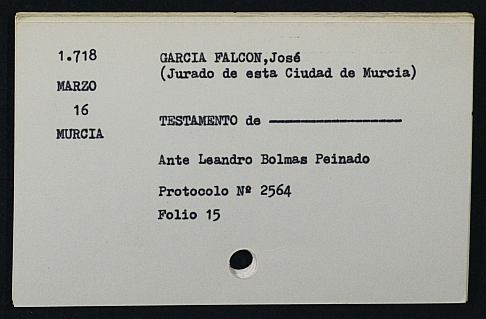 1.718
GARCIA FALCON,José
(Jurado de esta Ciudad de Murcia)
MARZO
16
TESTAMENTO de ————————
MURCIA
Ante Leandro Bolmas Peinado
Protocolo Nº 2564
Folio 15